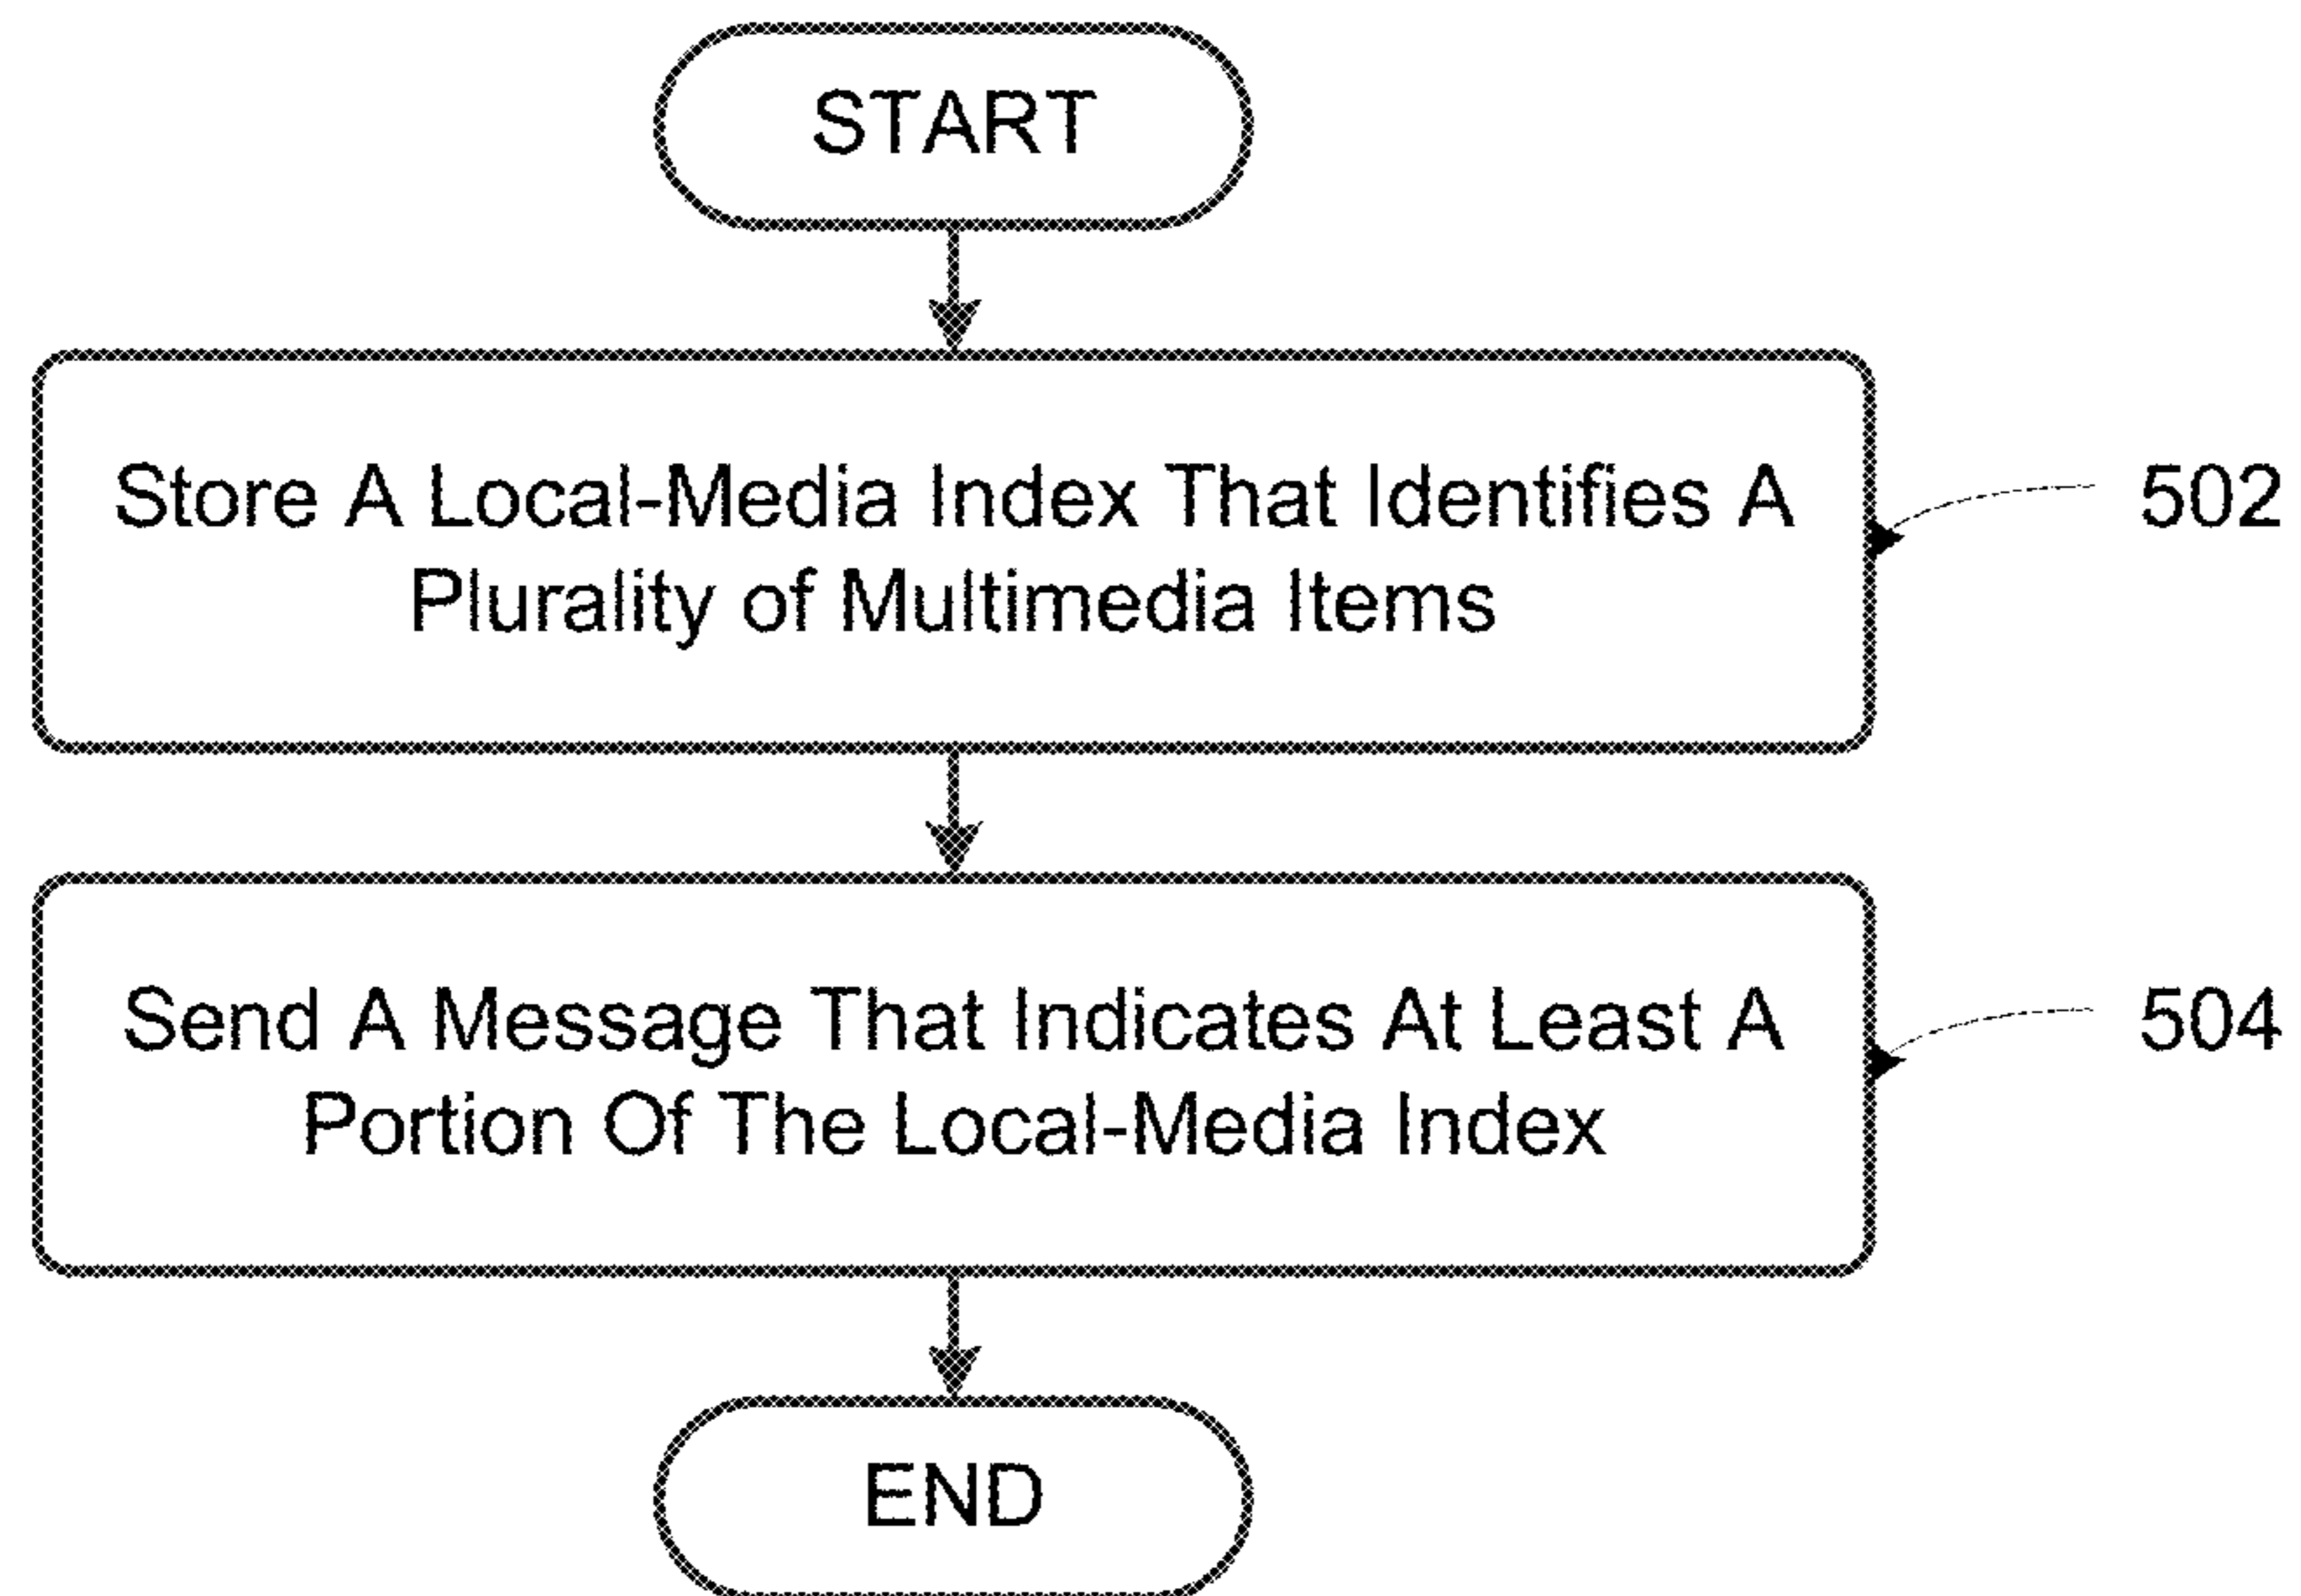 START
Store A Local-Media Index That Identifies A
Plurality of Multimedia Items
502
Send A Message That Indicates At Least A
Portion Of The Local-Media Index
504
END